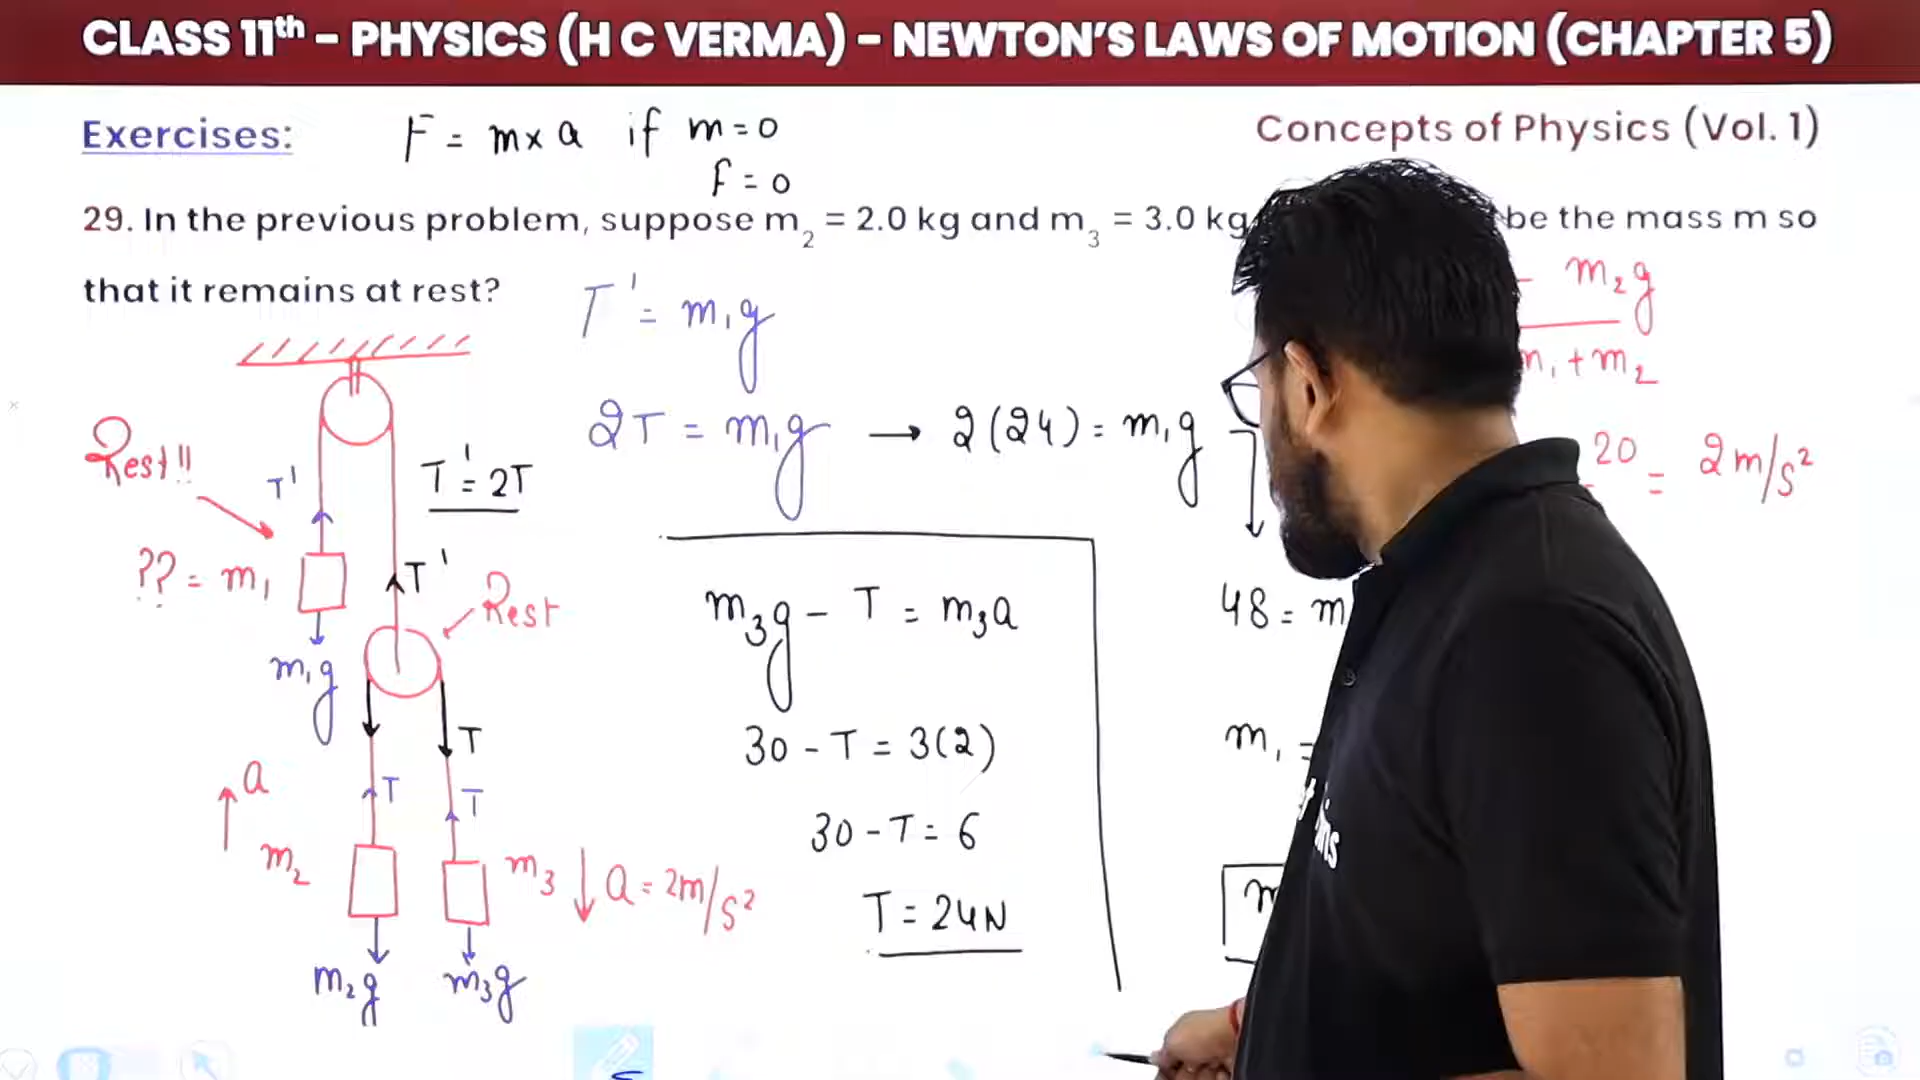 CLASS 11th – PHYSICS (H C VERMA) – NEWTON'S LAWS OF MOTION (CHAPTER 5)
Exercises:
F = m x a if m = 0
f = 0
Concepts of Physics (Vol. 1)
29. In the previous problem, suppose m₂ = 2.0 kg and m₃ = 3.0 kg be the mass m so
that it remains at rest?
T' = m₁g
2T = m₁g → 2(24) = m₁g
- m₂g
m₁ + m₂
20 = 2m/s²
Rest!!
T'
T' = 2T
?? = m₁
T'
Rest
m₁g
T
a
T
T
m₂
m₃ ↓ a = 2m/s²
m₂g
m₃g
m₃g - T = m₃a
30 - T = 3(2)
30 - T = 6
T = 24N
48 = m
m₁ =
m